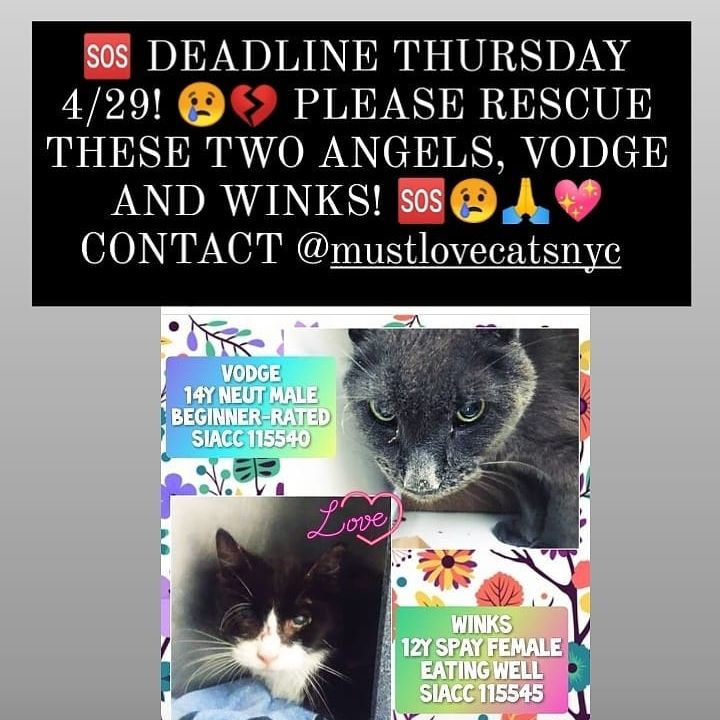 🆘 DEADLINE THURSDAY
4/29! 😢💔 PLEASE RESCUE
THESE TWO ANGELS, VODGE
AND WINKS! 🆘😢🙏💖
CONTACT @mustlovecatsnyc
VODGE
14Y NEUT MALE
BEGINNER-RATED
SIACC 115540
Love
WINKS
12Y SPAY FEMALE
EATING WELL
SIACC 115545